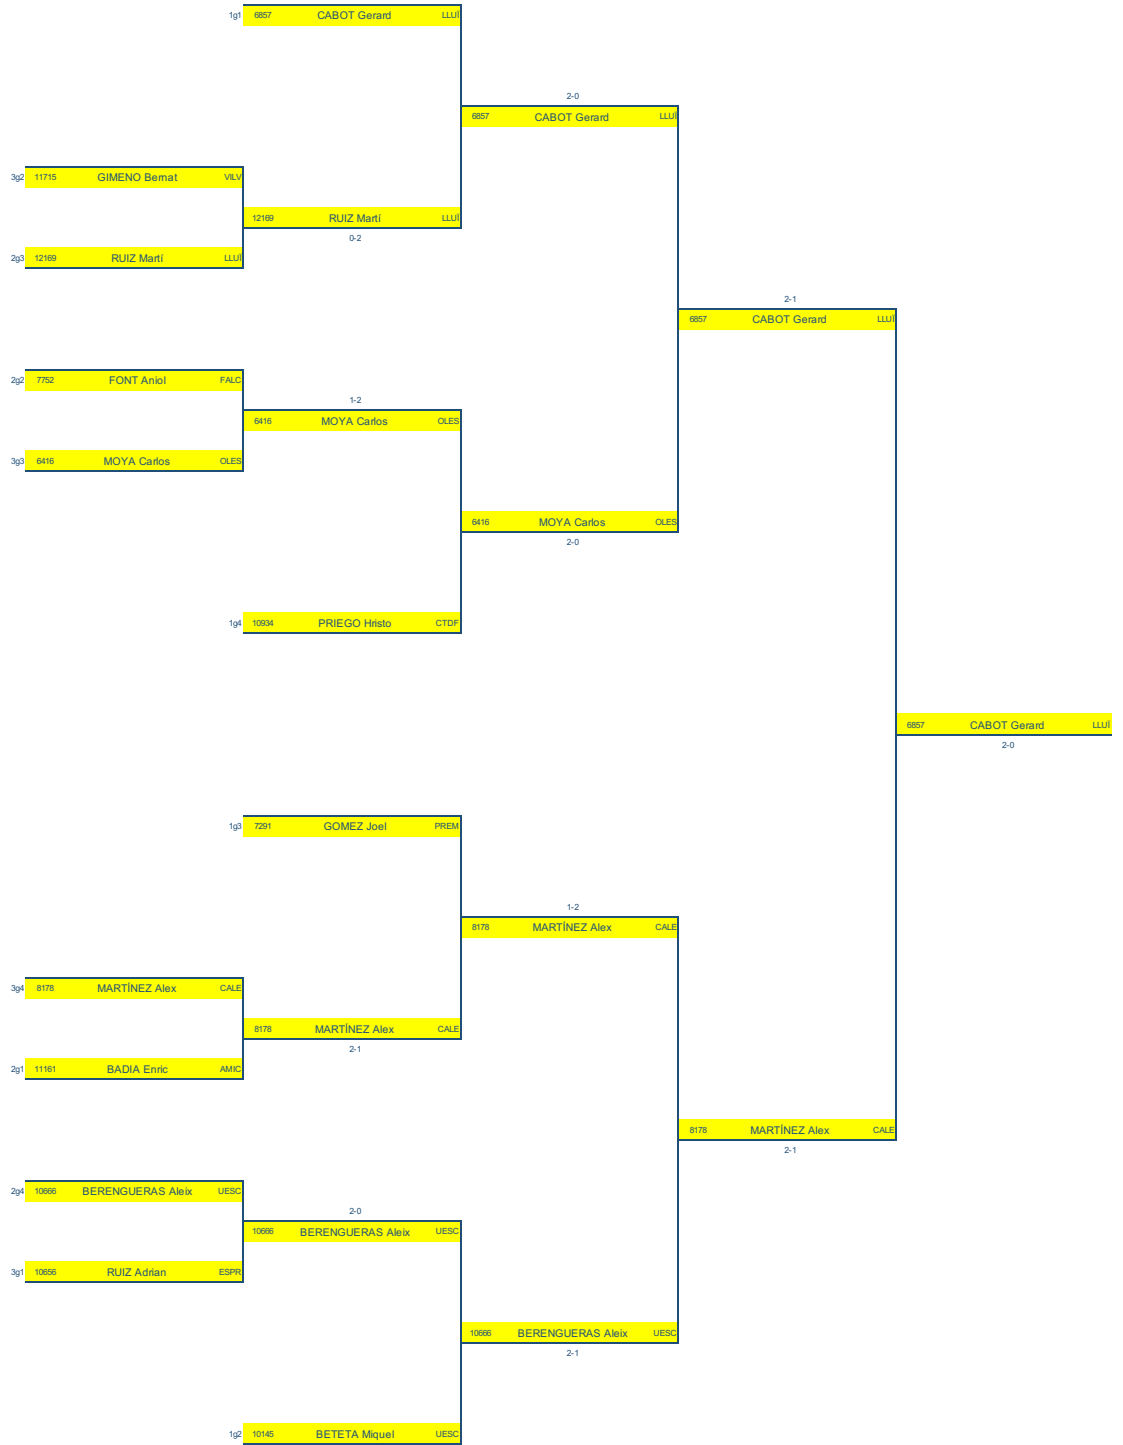 1g1 6857 CABOT Gerard LLUÏ
2-0
6857 CABOT Gerard LLUÏ
3g2 11715 GIMENO Bernat VILV
12169 RUIZ Martí LLUÏ
0-2
2g3 12169 RUIZ Martí LLUÏ
2-1
6857 CABOT Gerard LLUÏ
2g2 7752 FONT Aniol FALC
1-2
6416 MOYA Carlos OLES
3g3 6416 MOYA Carlos OLES
6416 MOYA Carlos OLES
2-0
1g4 10934 PRIEGO Hristo CTDF
6857 CABOT Gerard LLUÏ
2-0
1g3 7291 GOMEZ Joel PREM
1-2
8178 MARTÍNEZ Alex CALE
3g4 8178 MARTÍNEZ Alex CALE
8178 MARTÍNEZ Alex CALE
2-1
2g1 11161 BADIA Enric AMIC
8178 MARTÍNEZ Alex CALE
2-1
2g4 10666 BERENGUERAS Aleix UESC
2-0
10666 BERENGUERAS Aleix UESC
3g1 10656 RUIZ Adrian ESPR
10666 BERENGUERAS Aleix UESC
2-1
1g2 10145 BETETA Miquel UESC